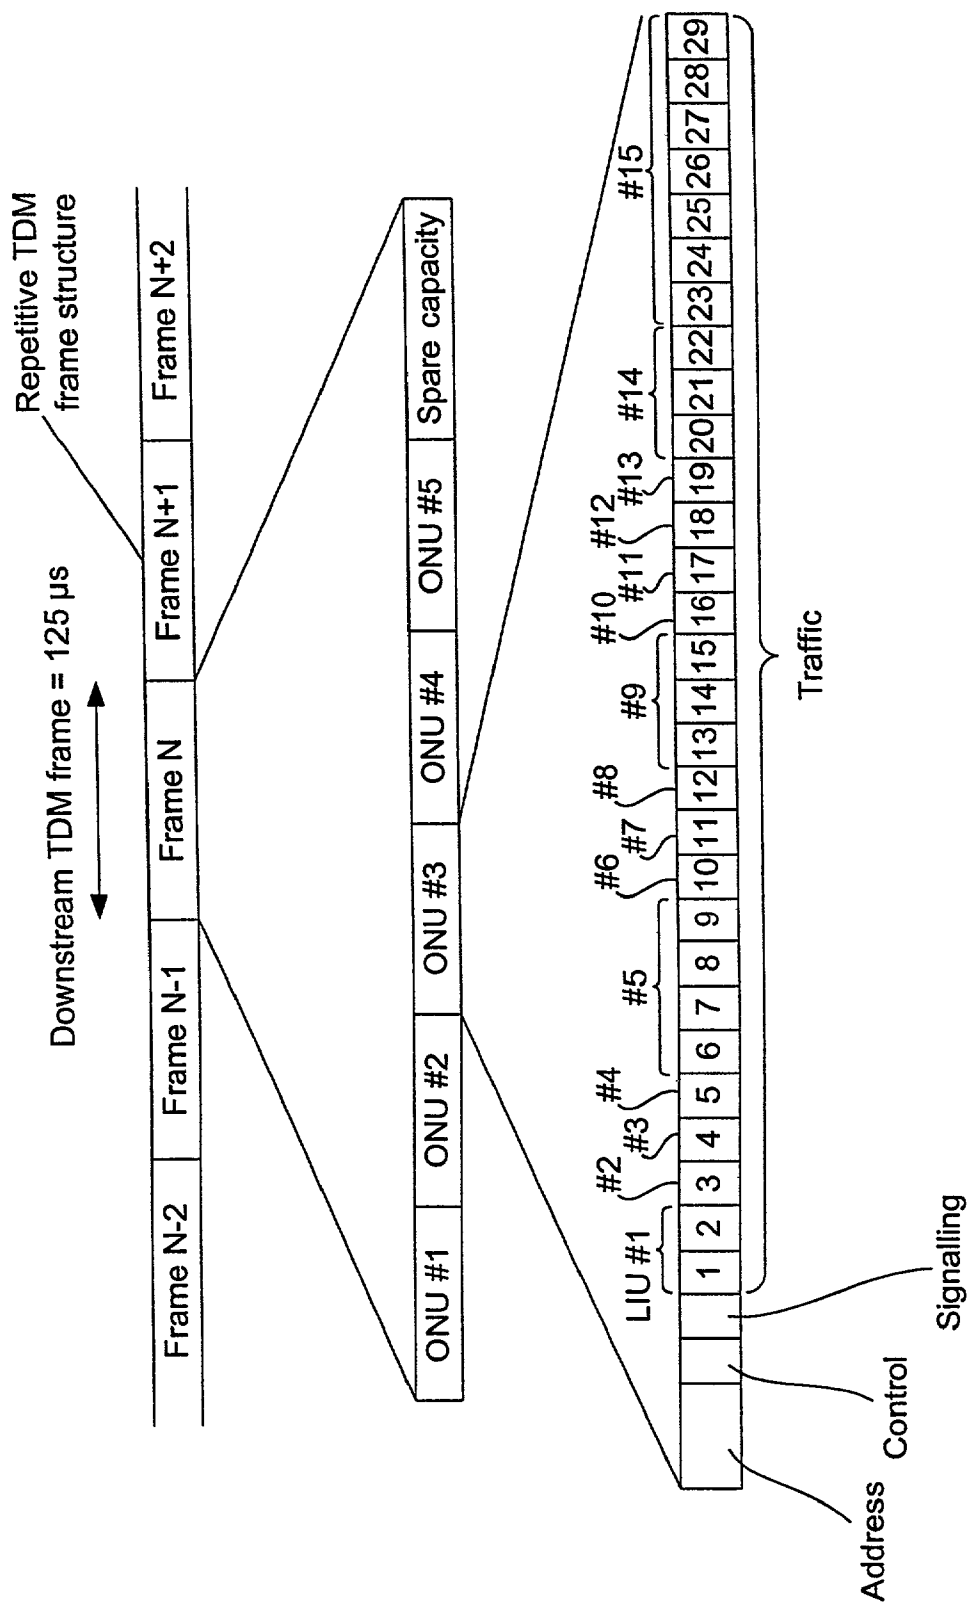 Repetitive TDM
frame structure
Downstream TDM frame = 125 µs
Frame N-2 Frame N-1 Frame N Frame N+1 Frame N+2
ONU #1 ONU #2 ONU #3 ONU #4 ONU #5 Spare capacity
LIU #1 #2 #3 #4 #5 #6 #7 #8 #9 #10 #11 #12 #13 #14 #15
1 2 3 4 5 6 7 8 9 10 11 12 13 14 15 16 17 18 19 20 21 22 23 24 25 26 27 28 29
Address
Control
Signalling
Traffic